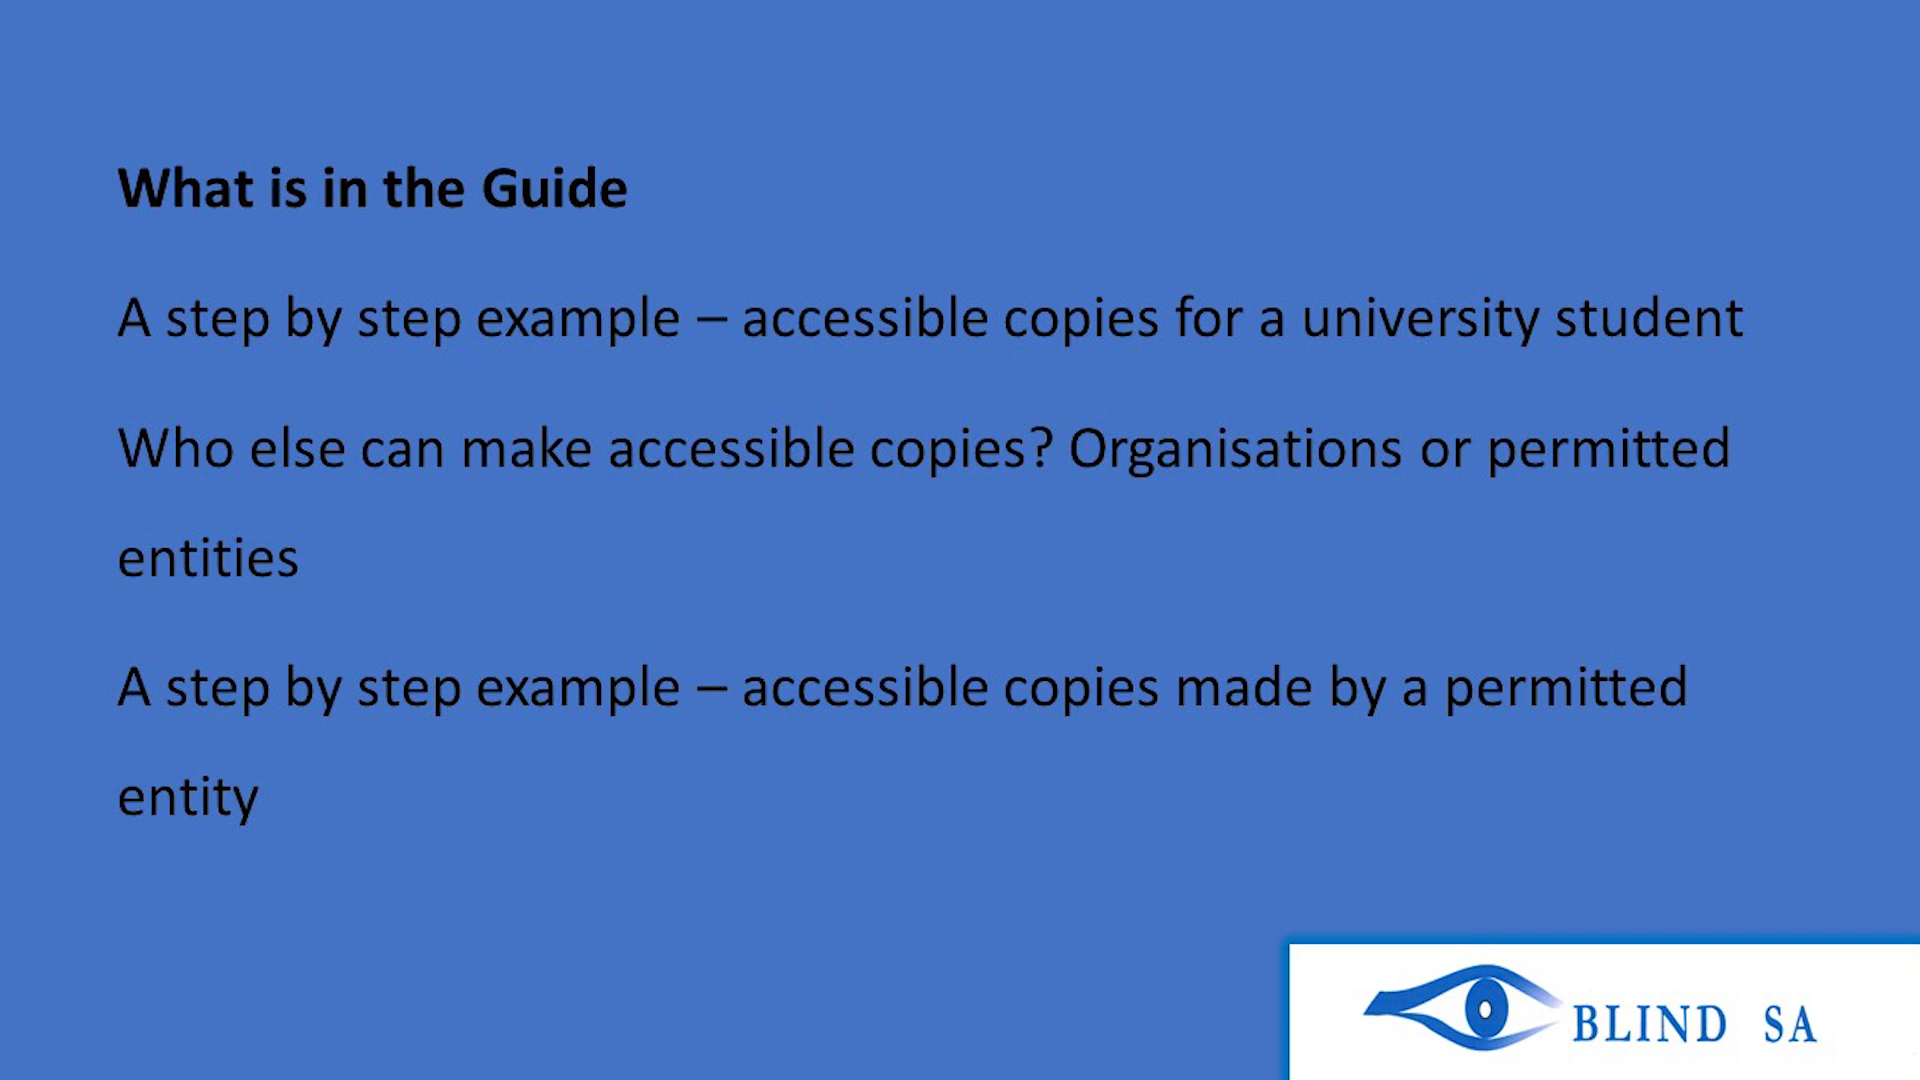 What is in the Guide
A step by step example – accessible copies for a university student
Who else can make accessible copies? Organisations or permitted
entities
A step by step example – accessible copies made by a permitted
entity
BLIND SA